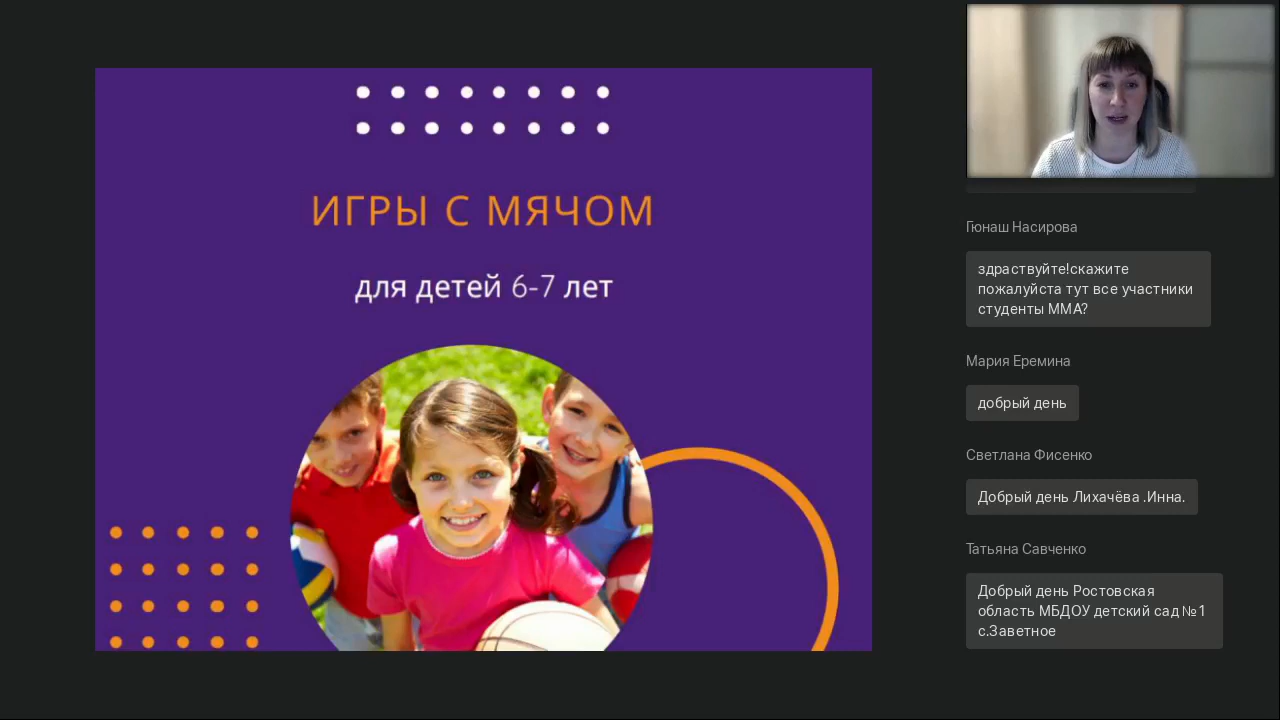 ИГРЫ С МЯЧОМ
для детей 6-7 лет
Гюнаш Насирова
здраствуйте!скажите
пожалуйста тут все участники
студенты ММА?
Мария Еремина
добрый день
Светлана Фисенко
Добрый день Лихачёва .Инна.
Татьяна Савченко
Добрый день Ростовская
область МБДОУ детский сад №1
с.Заветное